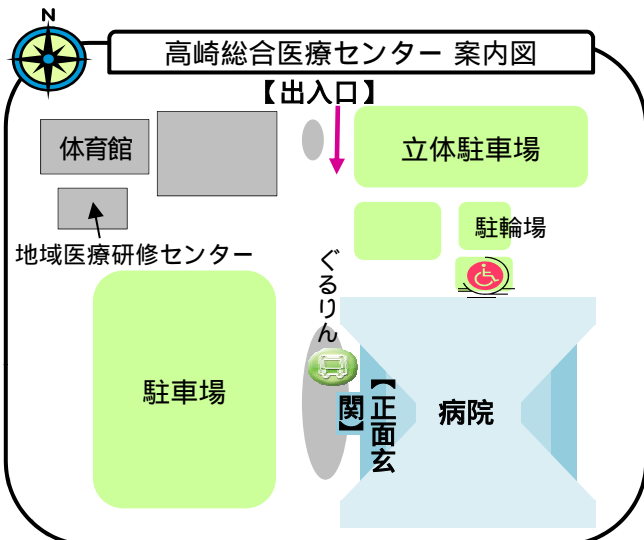 N
高崎総合医療センター 案内図
【出入口】
体育館
立体駐車場
駐輪場
地域医療研修センター
ぐるりん
駐車場
【正面玄
関】
病院